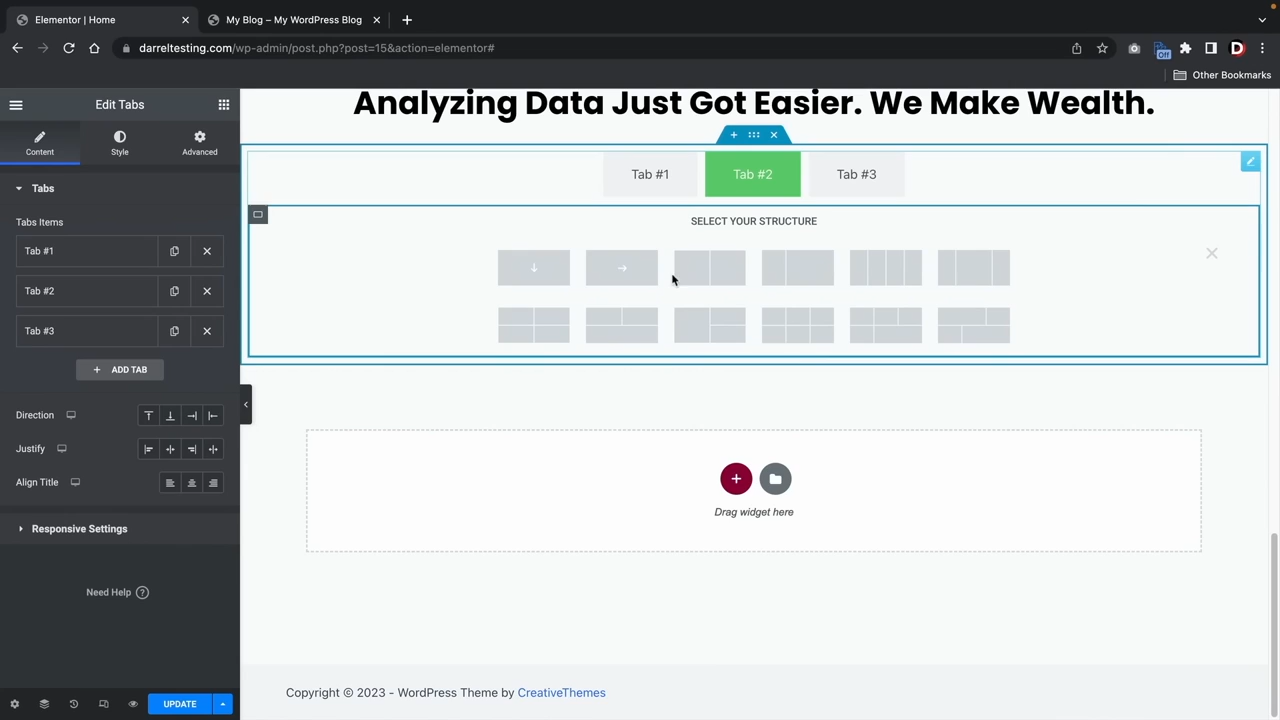 Elementor | Home
My Blog – My WordPress Blog
darreltesting.com/wp-admin/post.php?post=15&action=elementor#
Off
D
Other Bookmarks
Edit Tabs
Content
Style
Advanced
Tabs
Tabs Items
Tab #1
Tab #2
Tab #3
ADD TAB
Direction
Justify
Align Title
Responsive Settings
Need Help ?
UPDATE
Analyzing Data Just Got Easier. We Make Wealth.
Tab #1
Tab #2
Tab #3
SELECT YOUR STRUCTURE
Drag widget here
Copyright © 2023 - WordPress Theme by CreativeThemes